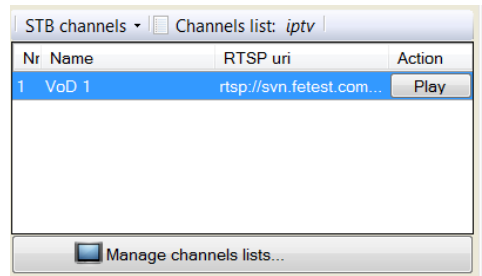 STB channels Channels list: iptv
Nr Name RTSP uri Action
1 VoD 1 rtsp://svn.fetest.com... Play
Manage channels lists...